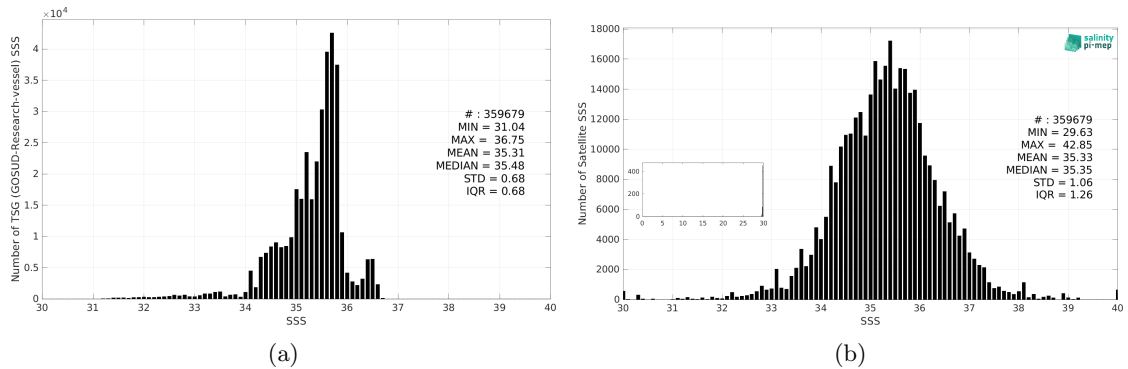 ×10⁴
4
3.5
3
2.5
2
1.5
1
0.5
0
Number of TSG (GOSUD-Research-vessel) SSS
# : 359679
MIN = 31.04
MAX = 36.75
MEAN = 35.31
MEDIAN = 35.48
STD = 0.68
IQR = 0.68
30 31 32 33 34 35 36 37 38 39 40
SSS
(a)
18000
16000
14000
12000
10000
8000
6000
4000
2000
0
Number of Satellite SSS
salinity
pi-mep
# : 359679
MIN = 29.63
MAX = 42.85
MEAN = 35.33
MEDIAN = 35.35
STD = 1.06
IQR = 1.26
400
200
0
0 5 10 15 20 25 30
30 31 32 33 34 35 36 37 38 39 40
SSS
(b)